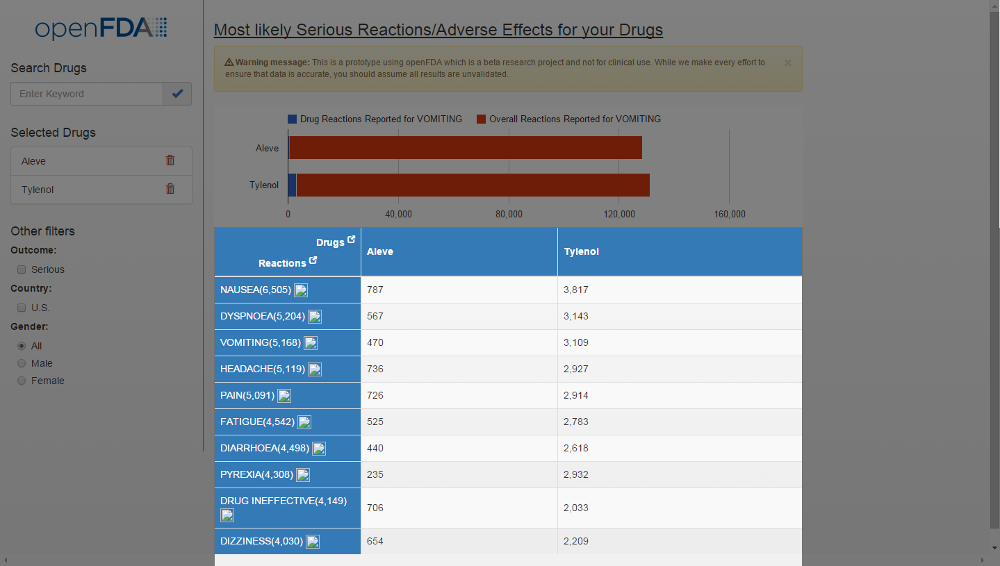 openFDA
Search Drugs
Enter Keyword
Selected Drugs
Aleve
Tylenol
Other filters
Outcome:
Serious
Country:
U.S.
Gender:
All
Male
Female
Most likely Serious Reactions/Adverse Effects for your Drugs
Warning message: This is a prototype using openFDA which is a beta research project and not for clinical use. While we make every effort to
ensure that data is accurate, you should assume all results are unvalidated.
×
Drug Reactions Reported for VOMITING Overall Reactions Reported for VOMITING
Aleve
Tylenol
0 40,000 80,000 120,000 160,000
Drugs
Reactions
Aleve Tylenol
NAUSEA(6,505) 787 3,817
DYSPNOEA(5,204) 567 3,143
VOMITING(5,168) 470 3,109
HEADACHE(5,119) 736 2,927
PAIN(5,091) 726 2,914
FATIGUE(4,542) 525 2,783
DIARRHOEA(4,498) 440 2,618
PYREXIA(4,308) 235 2,932
DRUG INEFFECTIVE(4,149) 706 2,033
DIZZINESS(4,030) 654 2,209